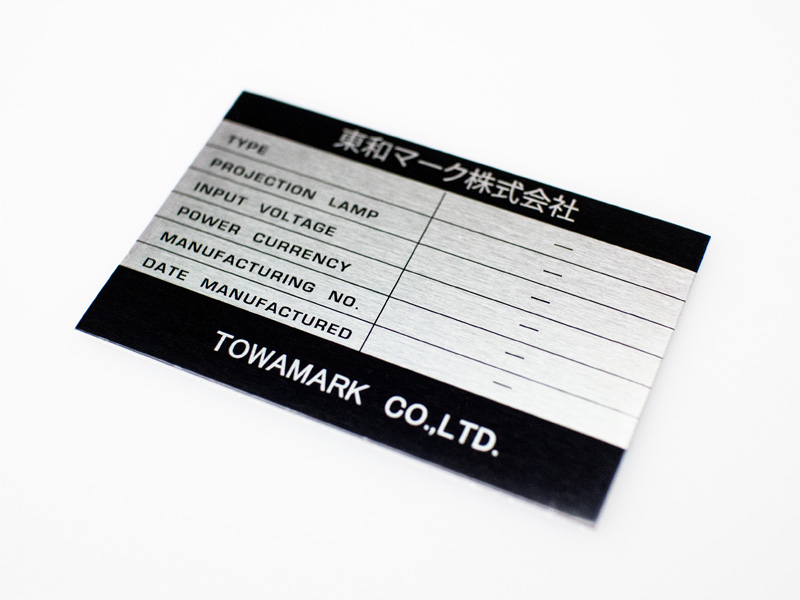 東和マーク株式会社
TYPE —
PROJECTION LAMP —
INPUT VOLTAGE —
POWER CURRENCY —
MANUFACTURING NO. —
DATE MANUFACTURED —
TOWAMARK CO.,LTD.